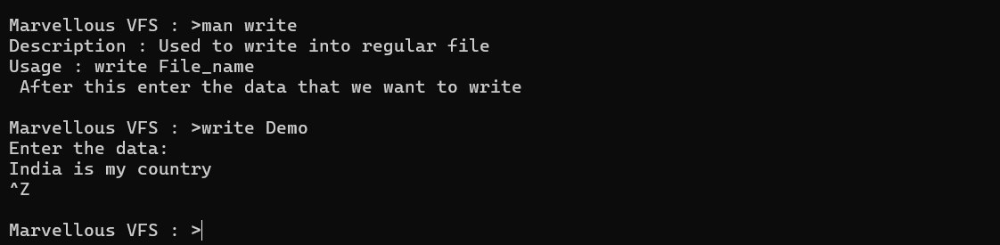 Marvellous VFS : >man write
Description : Used to write into regular file
Usage : write File_name
 After this enter the data that we want to write
Marvellous VFS : >write Demo
Enter the data:
India is my country
^Z
Marvellous VFS : >